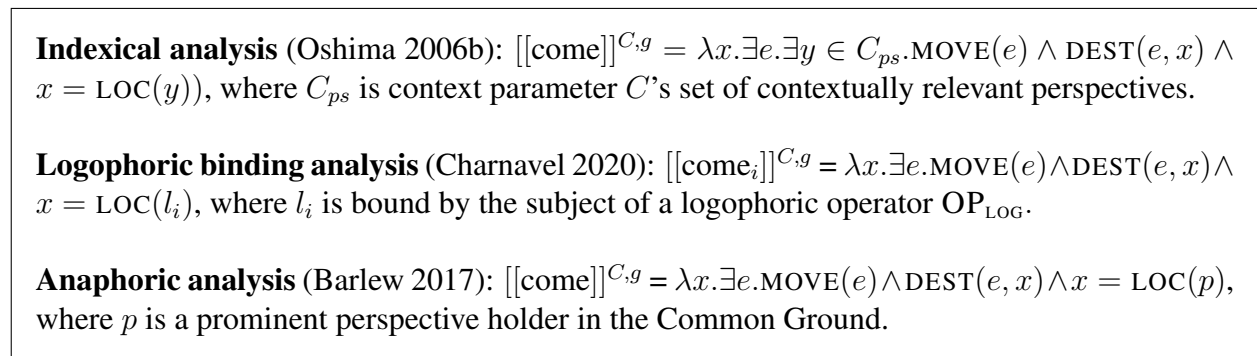 Indexical analysis (Oshima 2006b): [[come]]^{C,g} = λx.∃e.∃y ∈ C_{ps}.MOVE(e) ∧ DEST(e, x) ∧
x = LOC(y)), where C_{ps} is context parameter C's set of contextually relevant perspectives.
Logophoric binding analysis (Charnavel 2020): [[come_i]]^{C,g} = λx.∃e.MOVE(e)∧DEST(e, x)∧
x = LOC(l_i), where l_i is bound by the subject of a logophoric operator OP_{LOG}.
Anaphoric analysis (Barlew 2017): [[come]]^{C,g} = λx.∃e.MOVE(e)∧DEST(e, x)∧x = LOC(p),
where p is a prominent perspective holder in the Common Ground.